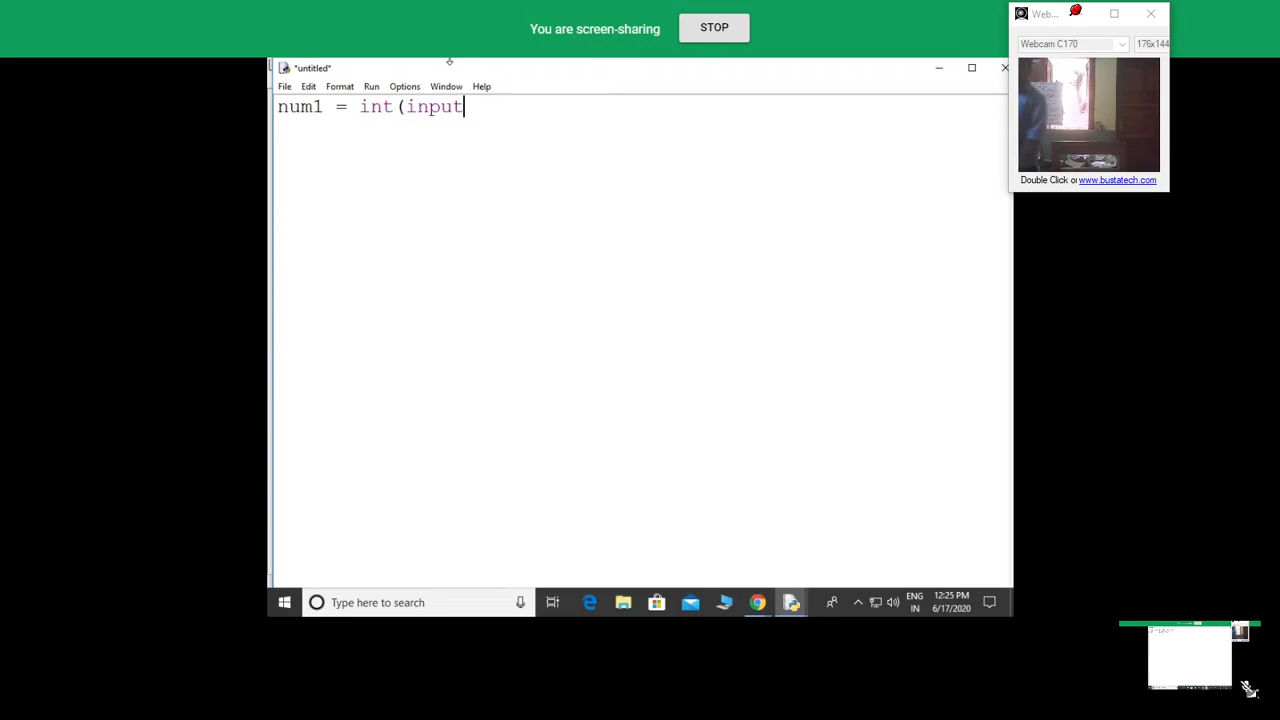 You are screen-sharing
STOP
Web...
Webcam C170
176x144
Double Click or
www.bustatech.com
*untitled*
File Edit Format Run Options Window Help
num1 = int(input
Type here to search
ENG
IN
12:25 PM
6/17/2020